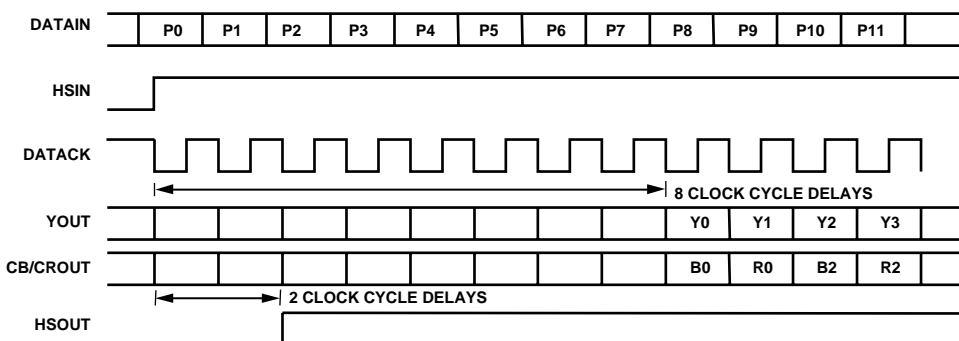 DATAIN P0 P1 P2 P3 P4 P5 P6 P7 P8 P9 P10 P11
HSIN
DATACK
8 CLOCK CYCLE DELAYS
YOUT Y0 Y1 Y2 Y3
CB/CROUT B0 R0 B2 R2
2 CLOCK CYCLE DELAYS
HSOUT